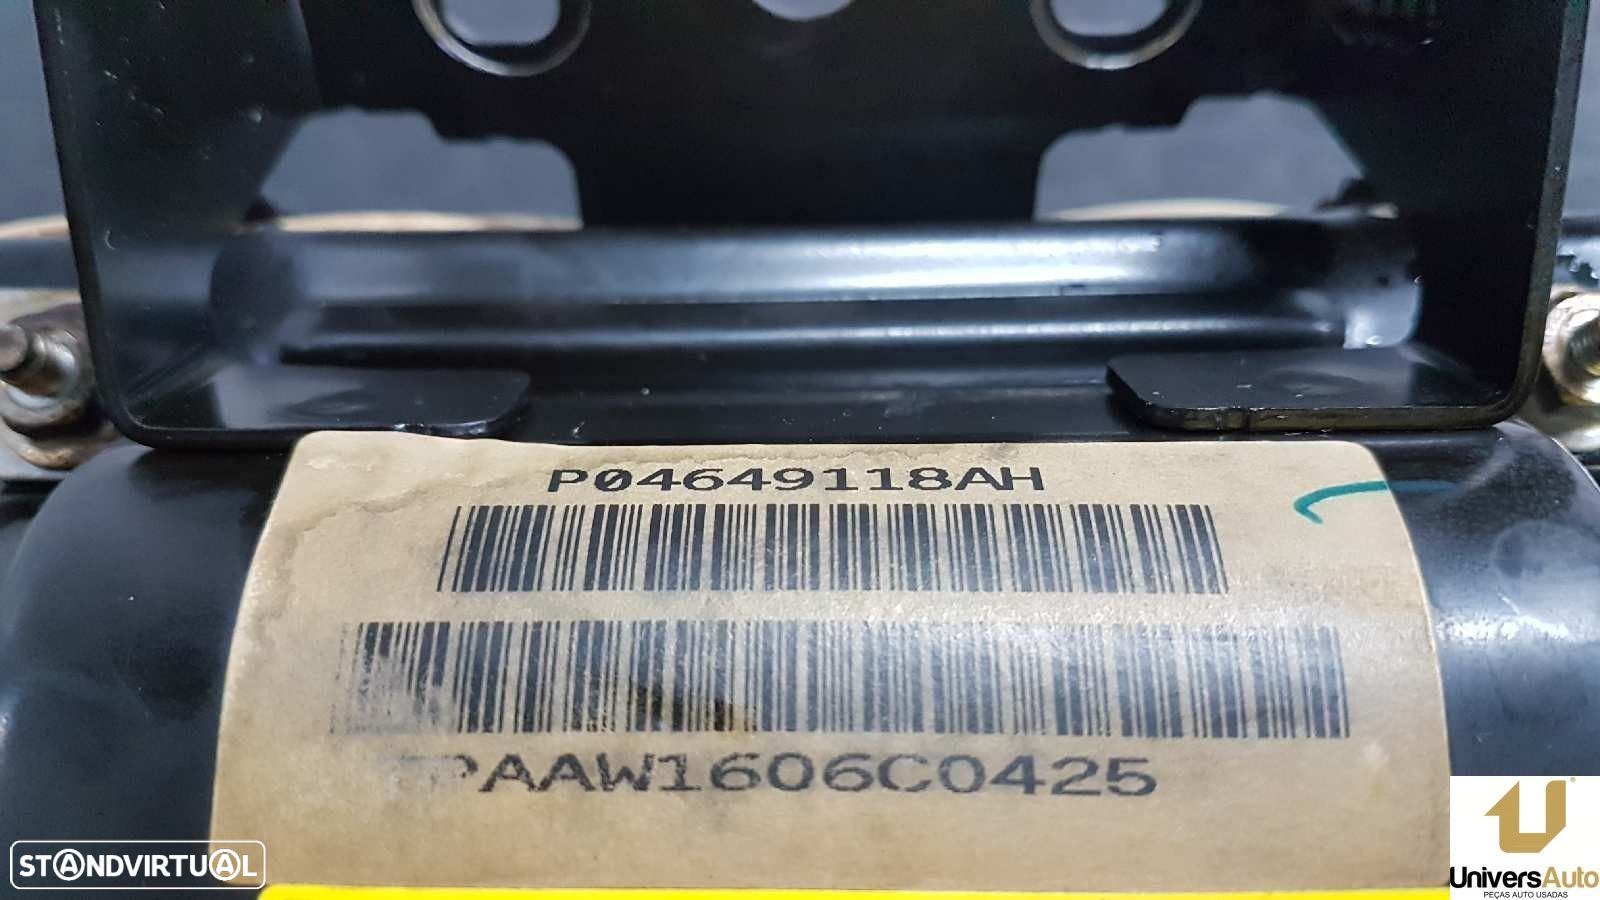 P04649118AH
PAAW1606C0425
STANDVIRTUAL
UniversAuto
PEÇAS AUTO USADAS